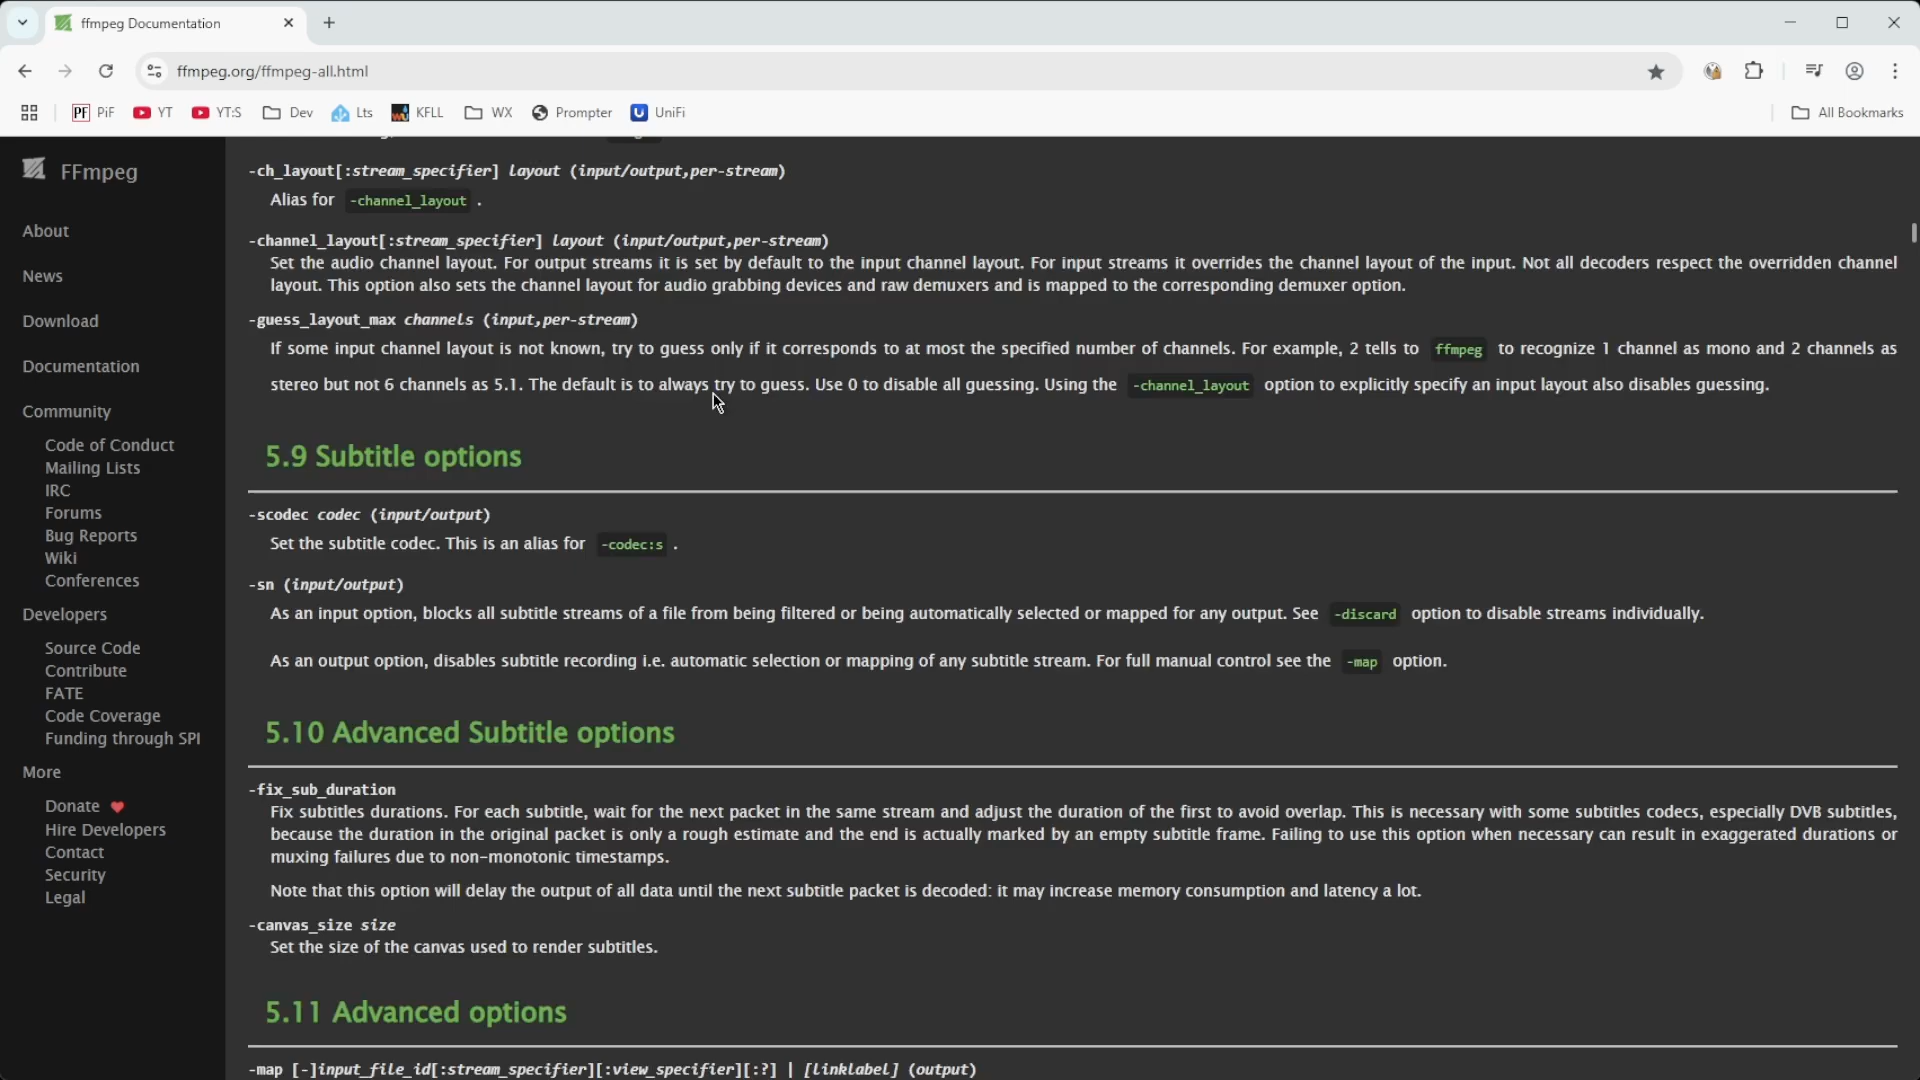 ffmpeg Documentation
ffmpeg.org/ffmpeg-all.html
PF PiF YT YT:S Dev Lts KFLL WX Prompter U UniFi All Bookmarks
FFmpeg
About
News
Download
Documentation
Community
Code of Conduct
Mailing Lists
IRC
Forums
Bug Reports
Wiki
Conferences
Developers
Source Code
Contribute
FATE
Code Coverage
Funding through SPI
More
Donate
Hire Developers
Contact
Security
Legal
-ch_layout[:stream_specifier] layout (input/output,per-stream)
Alias for -channel_layout .
-channel_layout[:stream_specifier] layout (input/output,per-stream)
Set the audio channel layout. For output streams it is set by default to the input channel layout. For input streams it overrides the channel layout of the input. Not all decoders respect the overridden channel
layout. This option also sets the channel layout for audio grabbing devices and raw demuxers and is mapped to the corresponding demuxer option.
-guess_layout_max channels (input,per-stream)
If some input channel layout is not known, try to guess only if it corresponds to at most the specified number of channels. For example, 2 tells to ffmpeg to recognize 1 channel as mono and 2 channels as
stereo but not 6 channels as 5.1. The default is to always try to guess. Use 0 to disable all guessing. Using the -channel_layout option to explicitly specify an input layout also disables guessing.
5.9 Subtitle options
-scodec codec (input/output)
Set the subtitle codec. This is an alias for -codec:s .
-sn (input/output)
As an input option, blocks all subtitle streams of a file from being filtered or being automatically selected or mapped for any output. See -discard option to disable streams individually.
As an output option, disables subtitle recording i.e. automatic selection or mapping of any subtitle stream. For full manual control see the -map option.
5.10 Advanced Subtitle options
-fix_sub_duration
Fix subtitles durations. For each subtitle, wait for the next packet in the same stream and adjust the duration of the first to avoid overlap. This is necessary with some subtitles codecs, especially DVB subtitles,
because the duration in the original packet is only a rough estimate and the end is actually marked by an empty subtitle frame. Failing to use this option when necessary can result in exaggerated durations or
muxing failures due to non-monotonic timestamps.
Note that this option will delay the output of all data until the next subtitle packet is decoded: it may increase memory consumption and latency a lot.
-canvas_size size
Set the size of the canvas used to render subtitles.
5.11 Advanced options
-map [-]input_file_id[:stream_specifier][:view_specifier][:?] | [linklabel] (output)